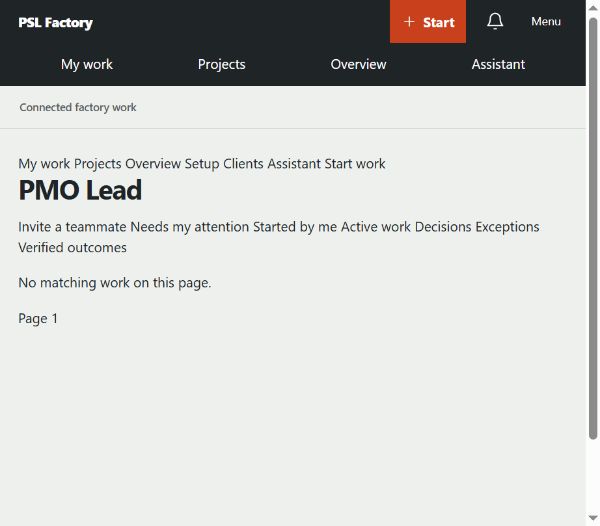 PSL Factory
+ Start
Menu
My work Projects Overview Assistant
Connected factory work
My work Projects Overview Setup Clients Assistant Start work
PMO Lead
Invite a teammate Needs my attention Started by me Active work Decisions Exceptions
Verified outcomes
No matching work on this page.
Page 1